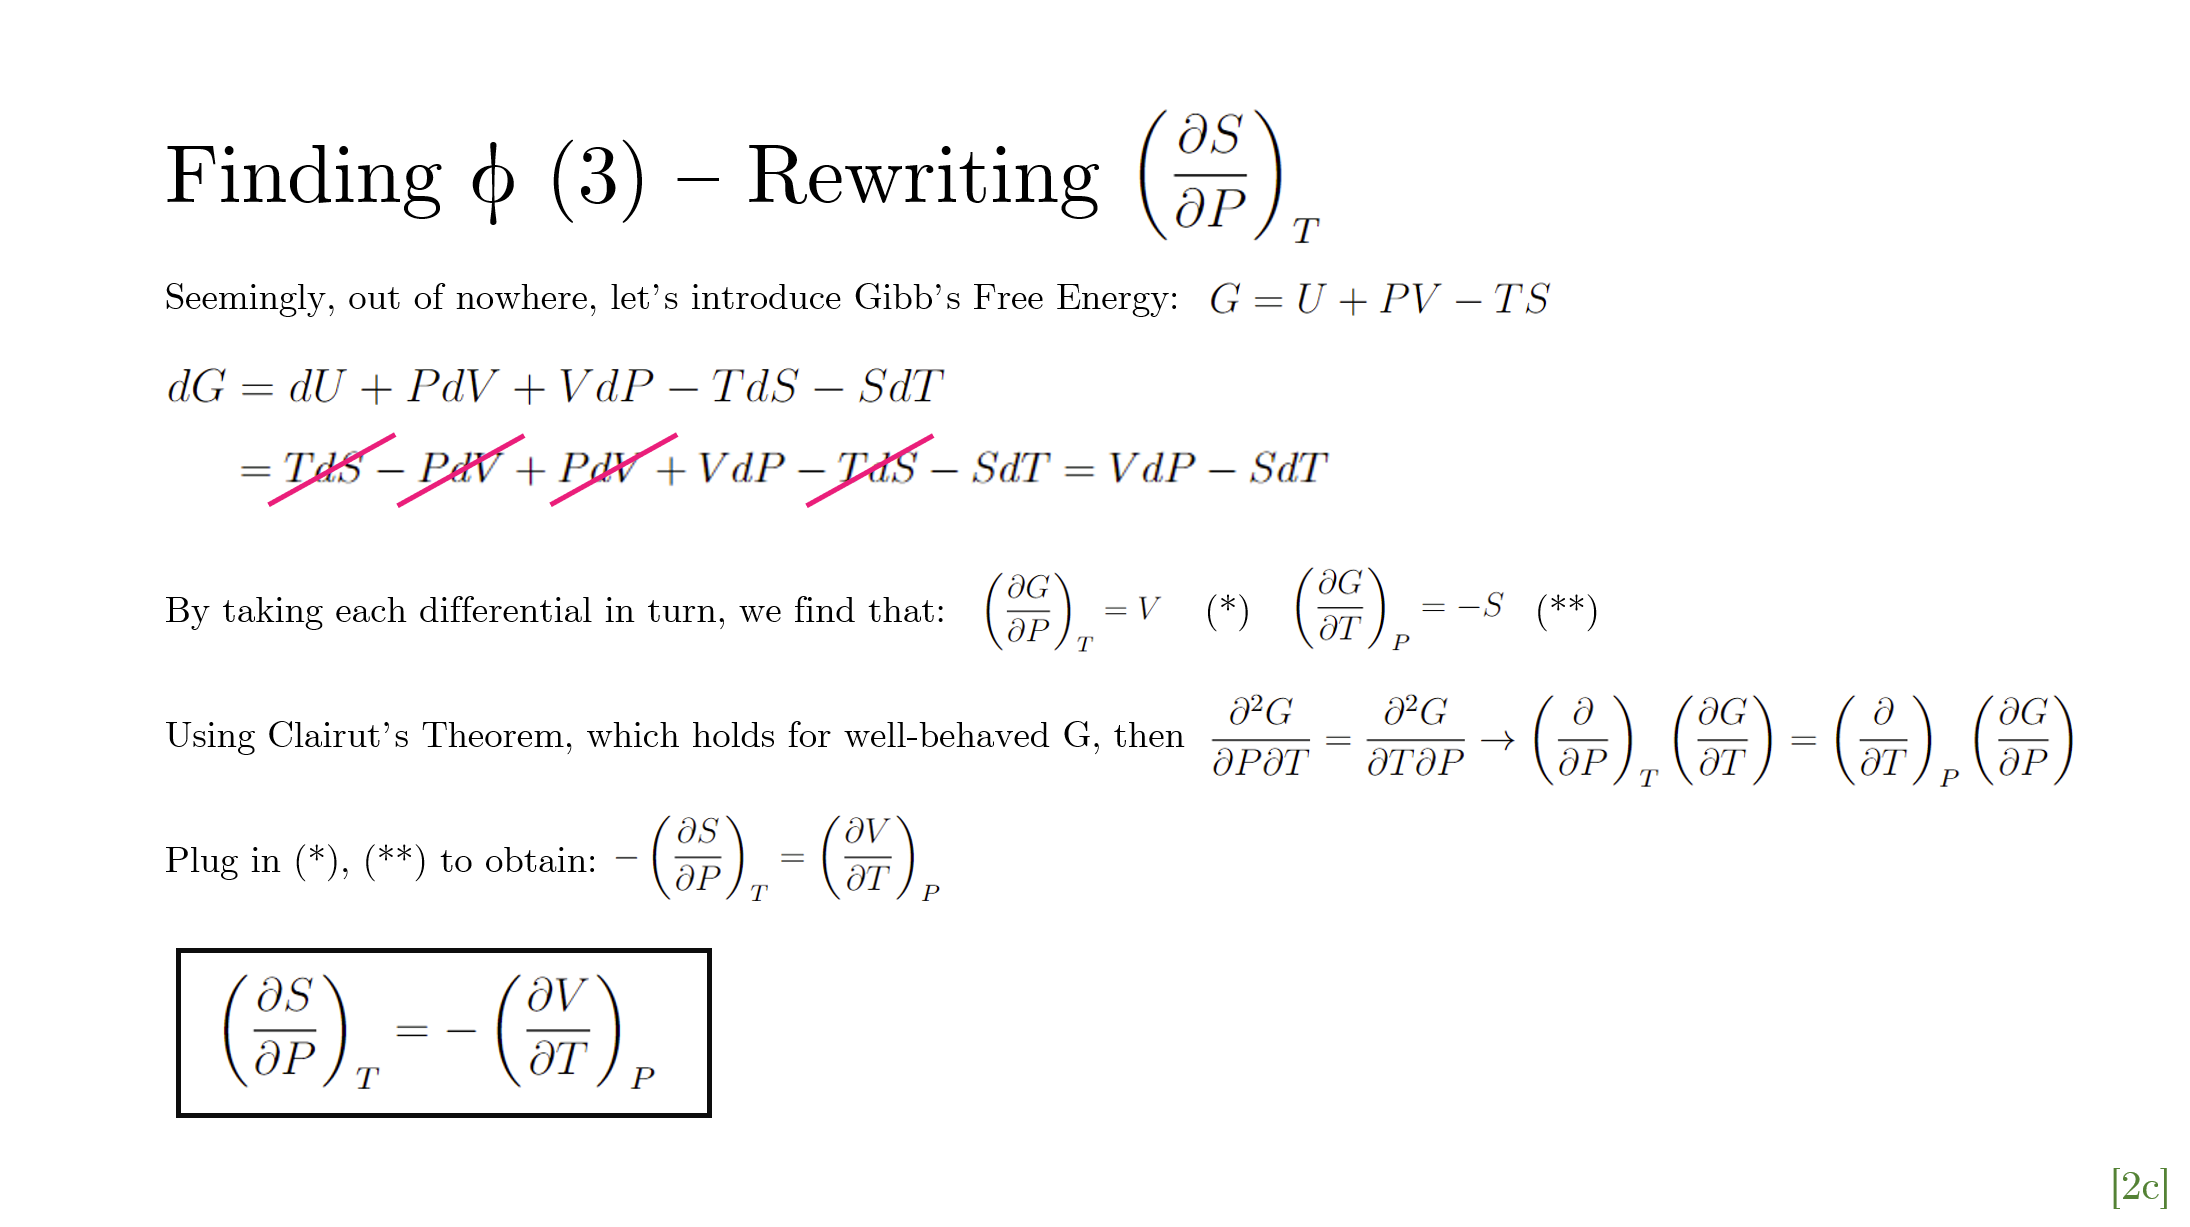 Finding ϕ (3) – Rewriting $\left(\frac{\partial S}{\partial P}\right)_T$
Seemingly, out of nowhere, let's introduce Gibb's Free Energy: $G = U + PV - TS$
$dG = dU + PdV + VdP - TdS - SdT$
$= TdS - PdV + PdV + VdP - TdS - SdT = VdP - SdT$
By taking each differential in turn, we find that: $\left(\frac{\partial G}{\partial P}\right)_T = V$ (*) $\left(\frac{\partial G}{\partial T}\right)_P = -S$ (**)
Using Clairut's Theorem, which holds for well-behaved G, then $\frac{\partial^2 G}{\partial P \partial T} = \frac{\partial^2 G}{\partial T \partial P} \rightarrow \left(\frac{\partial}{\partial P}\right)_T \left(\frac{\partial G}{\partial T}\right) = \left(\frac{\partial}{\partial T}\right)_P \left(\frac{\partial G}{\partial P}\right)$
Plug in (*), (**) to obtain: $-\left(\frac{\partial S}{\partial P}\right)_T = \left(\frac{\partial V}{\partial T}\right)_P$
$\left(\frac{\partial S}{\partial P}\right)_T = -\left(\frac{\partial V}{\partial T}\right)_P$
[2c]